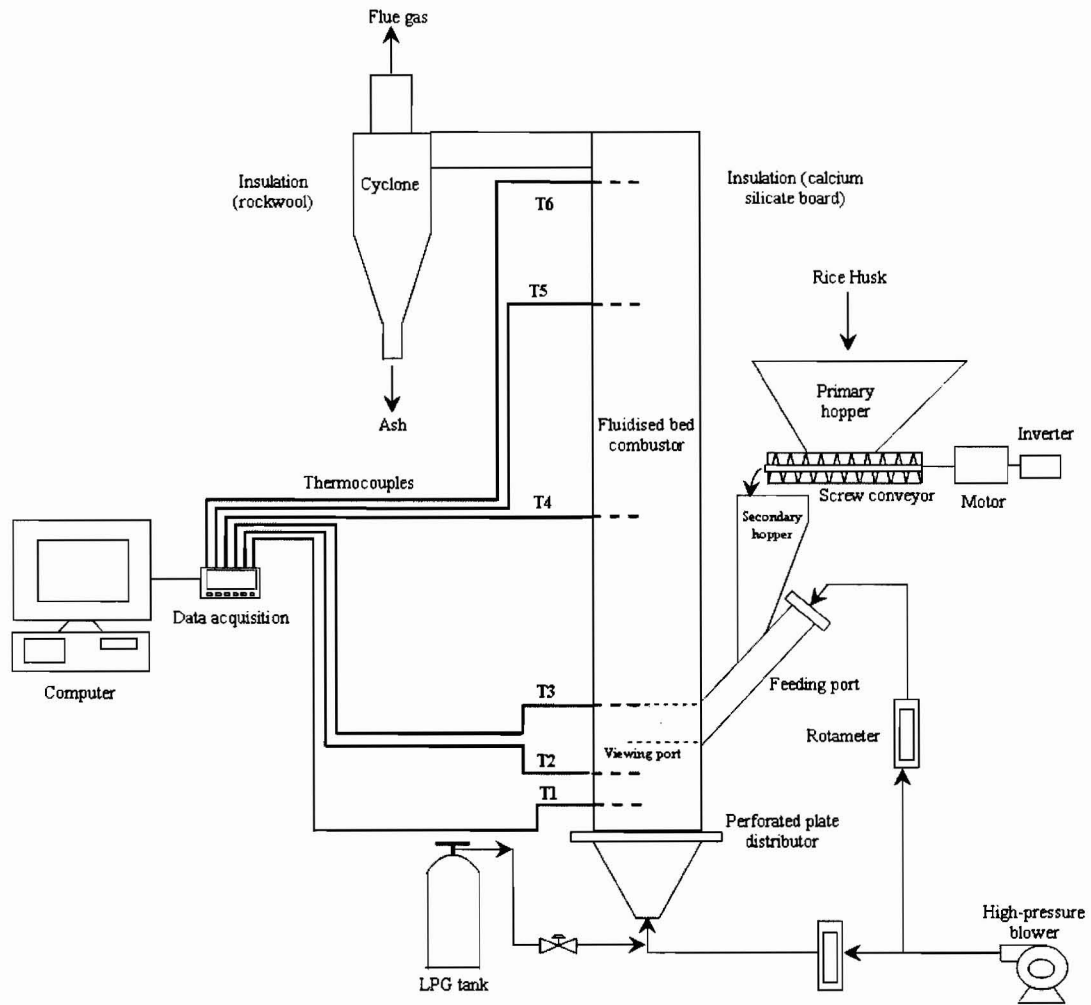 Flue gas
Insulation
(rockwool)
Cyclone
Insulation (calcium
silicate board)
T6
Rice Husk
T5
Primary
hopper
Ash
Fluidised bed
combustor
Inverter
Thermocouples
Screw conveyor
Motor
T4
Secondary
hopper
Data acquisition
Computer
T3
Feeding port
Rotameter
Viewing port
T2
T1
Perforated plate
distributor
High-pressure
blower
LPG tank